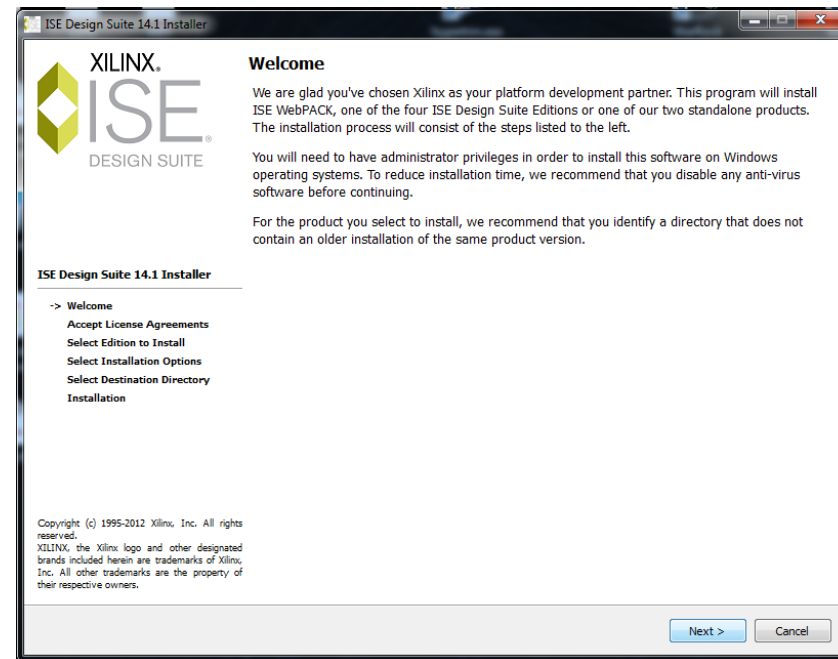 ISE Design Suite 14.1 Installer
XILINX®
ISE®
DESIGN SUITE
Welcome
We are glad you've chosen Xilinx as your platform development partner. This program will install
ISE WebPACK, one of the four ISE Design Suite Editions or one of our two standalone products.
The installation process will consist of the steps listed to the left.
You will need to have administrator privileges in order to install this software on Windows
operating systems. To reduce installation time, we recommend that you disable any anti-virus
software before continuing.
For the product you select to install, we recommend that you identify a directory that does not
contain an older installation of the same product version.
ISE Design Suite 14.1 Installer
-> Welcome
Accept License Agreements
Select Edition to Install
Select Installation Options
Select Destination Directory
Installation
Copyright (c) 1995-2012 Xilinx, Inc. All rights
reserved.
XILINX, the Xilinx logo and other designated
brands included herein are trademarks of Xilinx,
Inc. All other trademarks are the property of
their respective owners.
Next >
Cancel